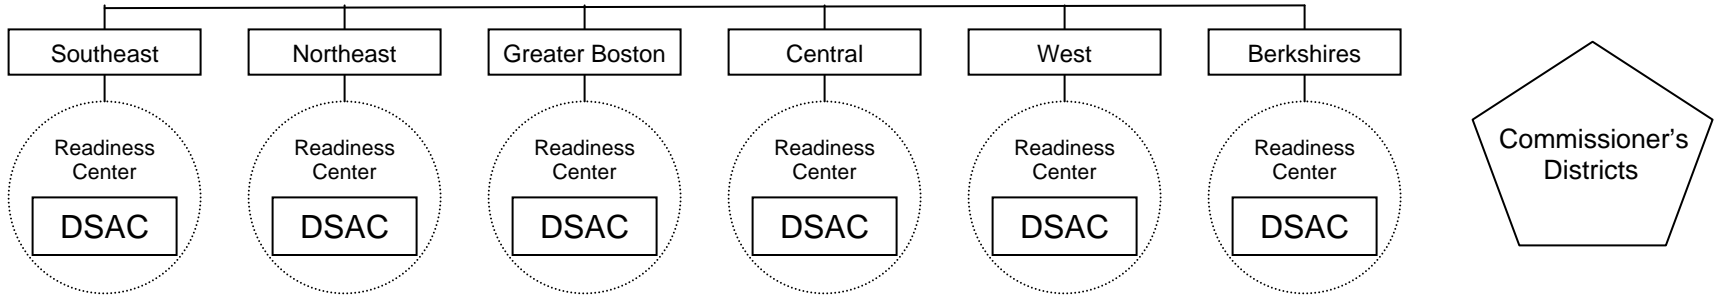 Southeast
Northeast
Greater Boston
Central
West
Berkshires
Readiness
Center
DSAC
Readiness
Center
DSAC
Readiness
Center
DSAC
Readiness
Center
DSAC
Readiness
Center
DSAC
Readiness
Center
DSAC
Commissioner's
Districts